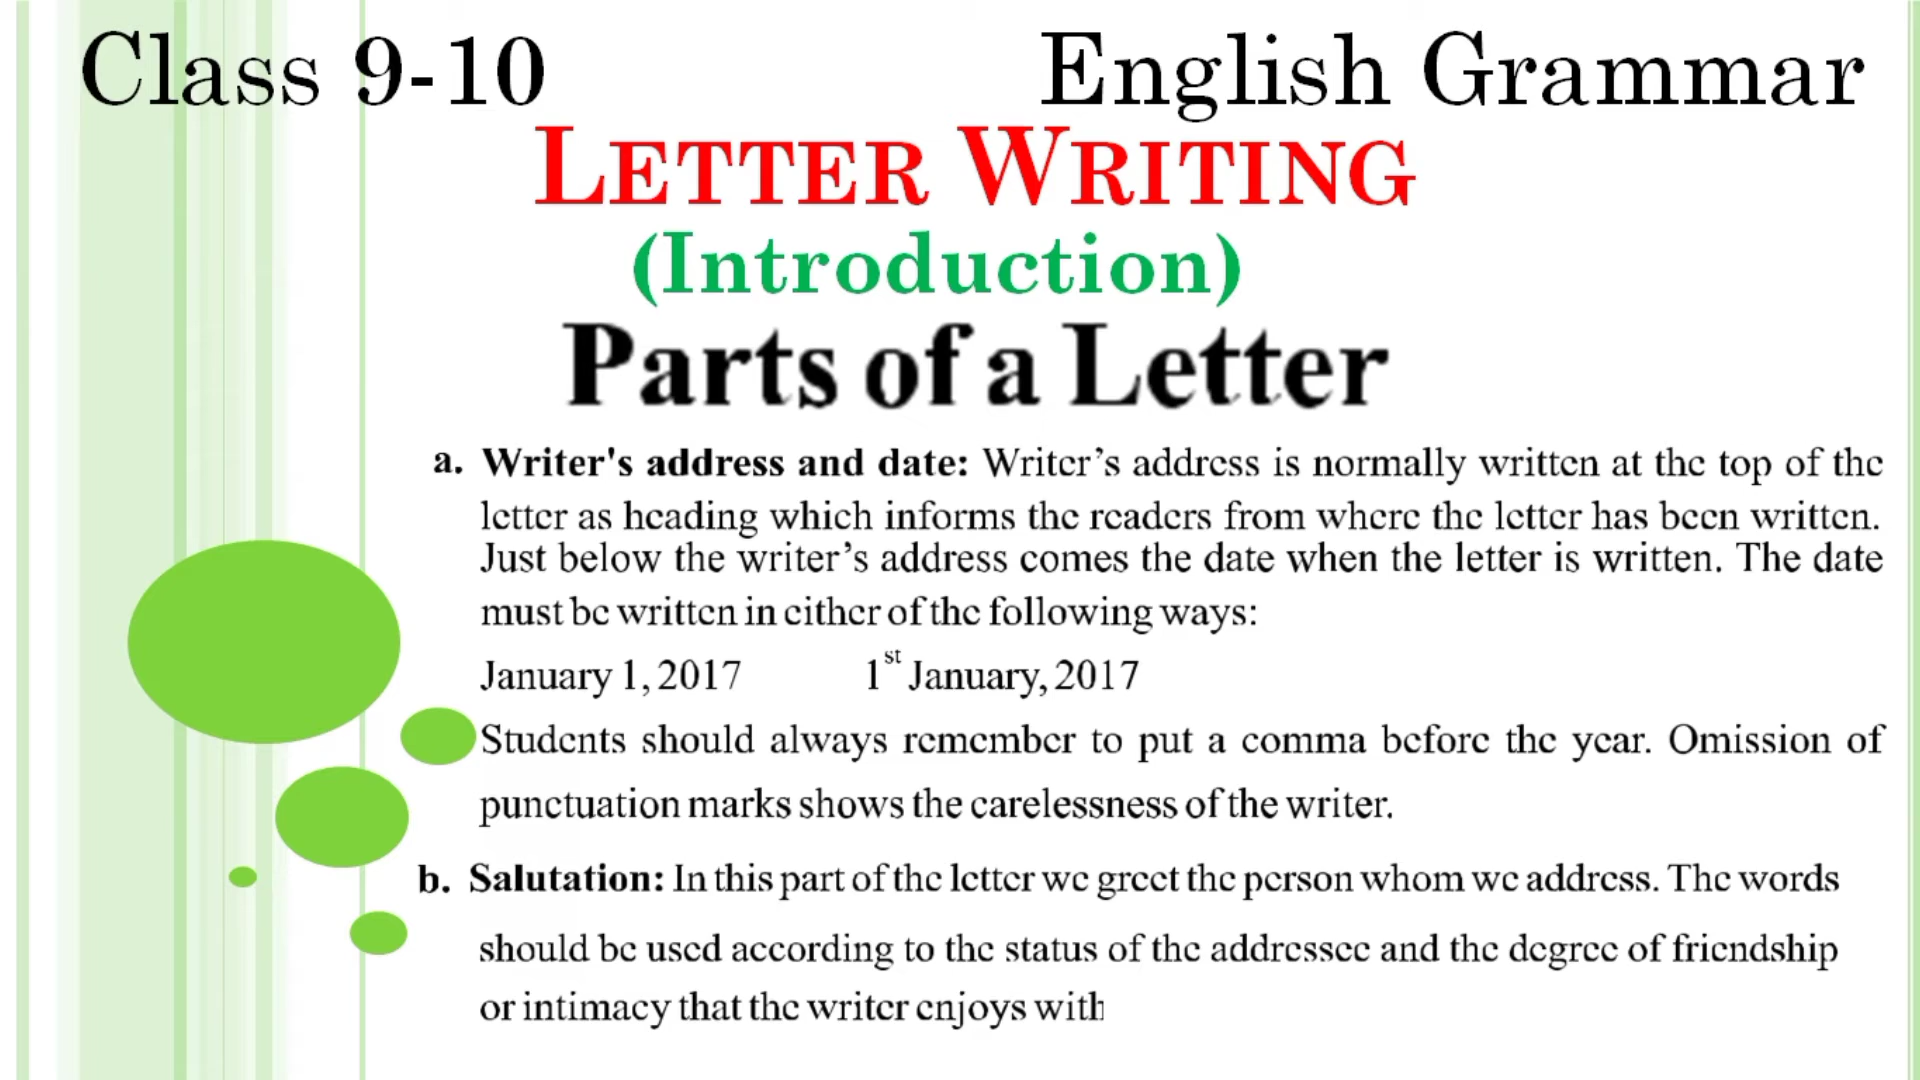 Class 9-10 English Grammar
LETTER WRITING
(Introduction)
Parts of a Letter
a. Writer's address and date: Writer’s address is normally written at the top of the
letter as heading which informs the readers from where the letter has been written.
Just below the writer’s address comes the date when the letter is written. The date
must be written in either of the following ways:
January 1, 2017 1st January, 2017
Students should always remember to put a comma before the year. Omission of
punctuation marks shows the carelessness of the writer.
b. Salutation: In this part of the letter we greet the person whom we address. The words
should be used according to the status of the addressee and the degree of friendship
or intimacy that the writer enjoys with